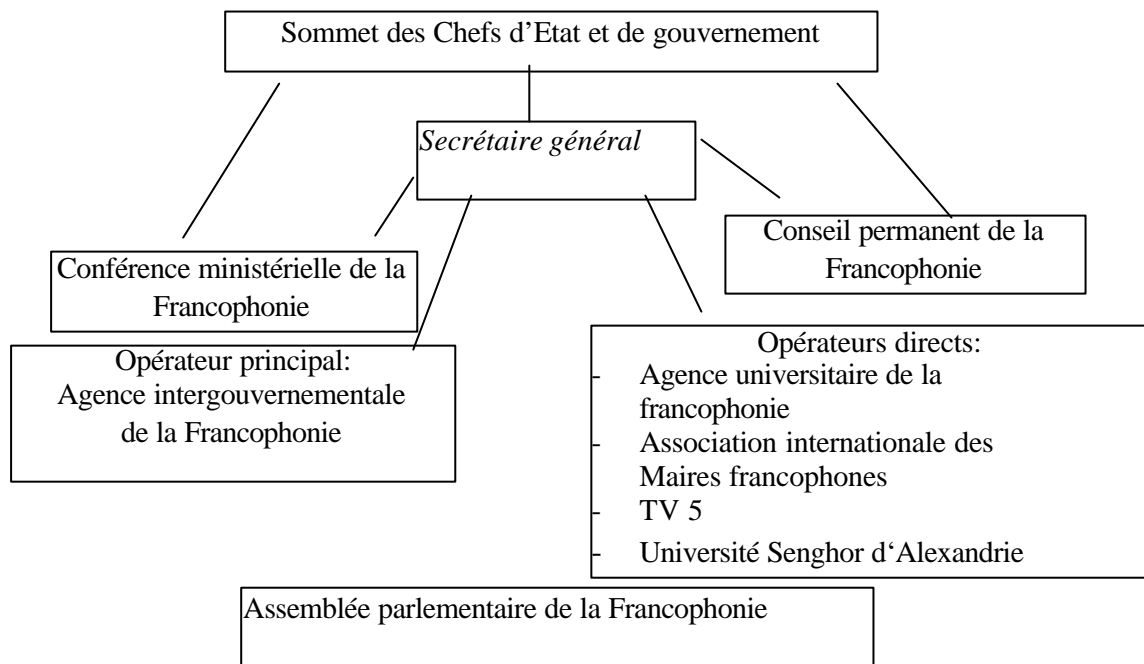 Sommet des Chefs d’Etat et de gouvernement
Secrétaire général
Conseil permanent de la
Francophonie
Conférence ministérielle de la
Francophonie
Opérateur principal:
Agence intergouvernementale
de la Francophonie
Opérateurs directs:
- Agence universitaire de la
francophonie
- Association internationale des
Maires francophones
- TV 5
- Université Senghor d‘Alexandrie
Assemblée parlementaire de la Francophonie